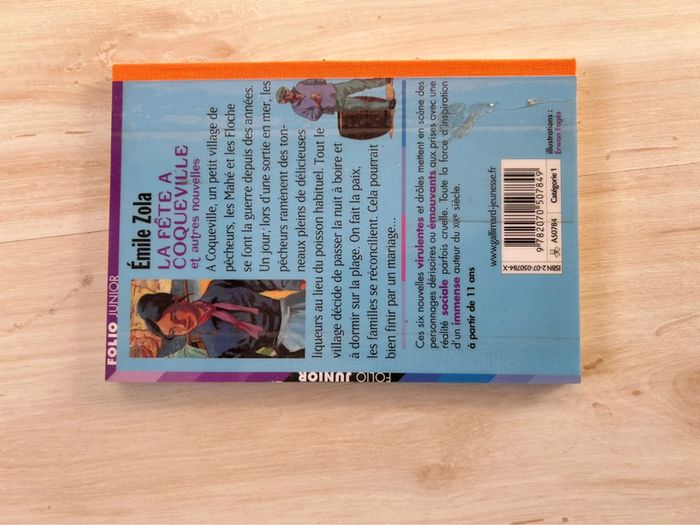 FOLIO JUNIOR
Émile Zola
LA FÊTE A
COQUEVILLE
et autres nouvelles
A Coqueville, un petit village de
pêcheurs, les Mahé et les Floche
se font la guerre depuis des années.
Un jour, lors d'une sortie en mer, les
pêcheurs ramènent des ton-
neaux pleins de délicieuses
liqueurs au lieu du poisson habituel. Tout le
village décide de passer la nuit à boire et
à dormir sur la plage. On fait la paix,
les familles se réconcilient. Cela pourrait
bien finir par un mariage...
Ces six nouvelles virulentes et drôles mettent en scène des
personnages dérisoires ou émouvants aux prises avec une
réalité sociale parfois cruelle. Toute la force d'inspiration
d'un immense auteur du XIXe siècle.
à partir de 11 ans
illustrations :
Erwan Fagès
www.gallimard-jeunesse.fr
9 782070 507849
A50784 Catégorie 1
ISBN 2-07-050784-X
FOLIO JUNIOR